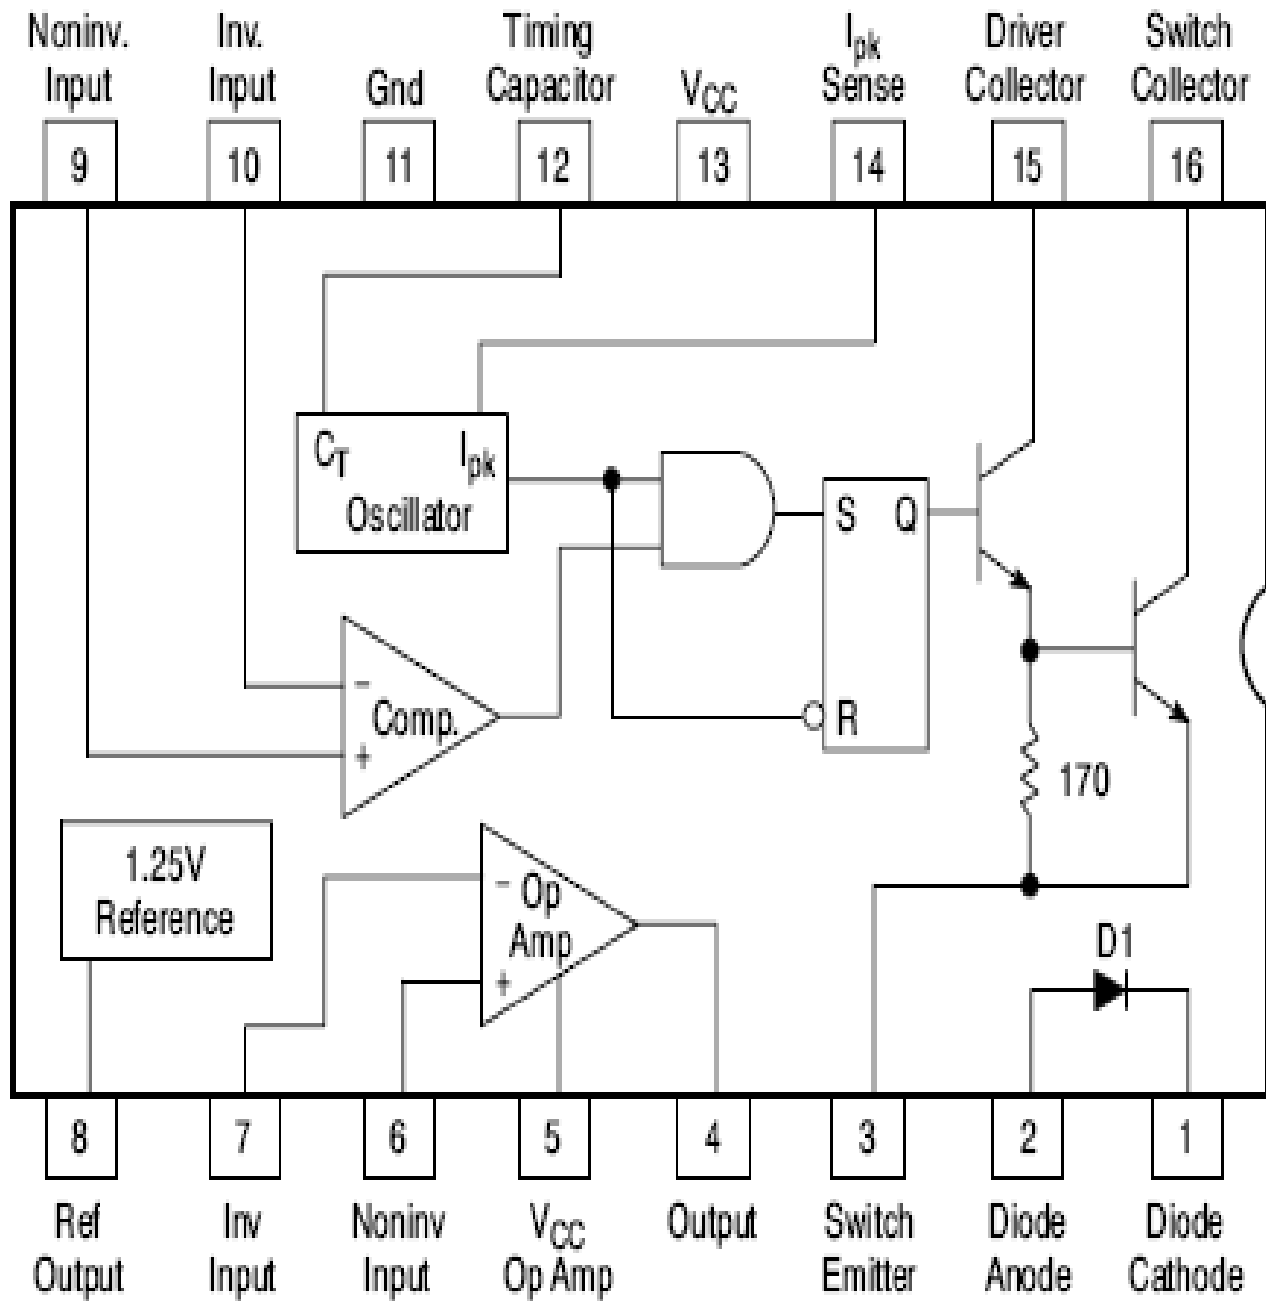 Noninv.
Input
Inv.
Input
Gnd
Timing
Capacitor
VCC
Ipk
Sense
Driver
Collector
Switch
Collector
9
10
11
12
13
14
15
16
CT
Ipk
Oscillator
S
Q
R
-
Comp.
+
170
1.25V
Reference
-
Op
Amp
+
D1
8
7
6
5
4
3
2
1
Ref
Output
Inv
Input
Noninv
Input
VCC
Op Amp
Output
Switch
Emitter
Diode
Anode
Diode
Cathode